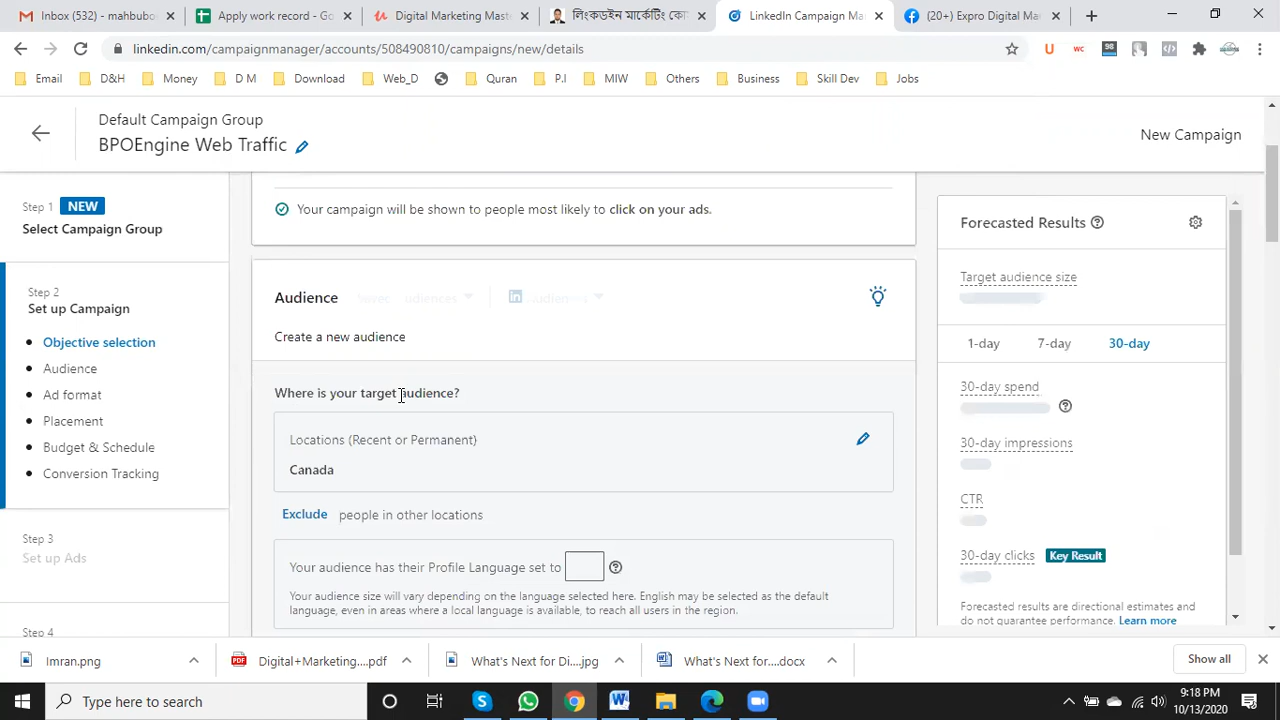 Inbox (532) - mahbubo
Apply work record - Go
Digital Marketing Mast
লিংকডইন মার্কেটিং কো
LinkedIn Campaign Ma
(20+) Expro Digital Mar
linkedin.com/campaignmanager/accounts/508490810/campaigns/new/details
Email
D&H
Money
D M
Download
Web_D
Quran
P.I
MIW
Others
Business
Skill Dev
Jobs
Default Campaign Group
BPOEngine Web Traffic
New Campaign
Step 1 NEW
Select Campaign Group
Step 2
Set up Campaign
Objective selection
Audience
Ad format
Placement
Budget & Schedule
Conversion Tracking
Step 3
Set up Ads
Step 4
Your campaign will be shown to people most likely to click on your ads.
Audience
audiences
audiences
Create a new audience
Where is your target audience?
Locations (Recent or Permanent)
Canada
Exclude people in other locations
Your audience has their Profile Language set to
Your audience size will vary depending on the language selected here. English may be selected as the default
language, even in areas where a local language is available, to reach all users in the region.
Forecasted Results
Target audience size
1-day 7-day 30-day
30-day spend
30-day impressions
CTR
30-day clicks Key Result
Forecasted results are directional estimates and
do not guarantee performance. Learn more
Imran.png
Digital+Marketing....pdf
What's Next for Di....jpg
What's Next for....docx
Show all
Type here to search
9:18 PM
10/13/2020